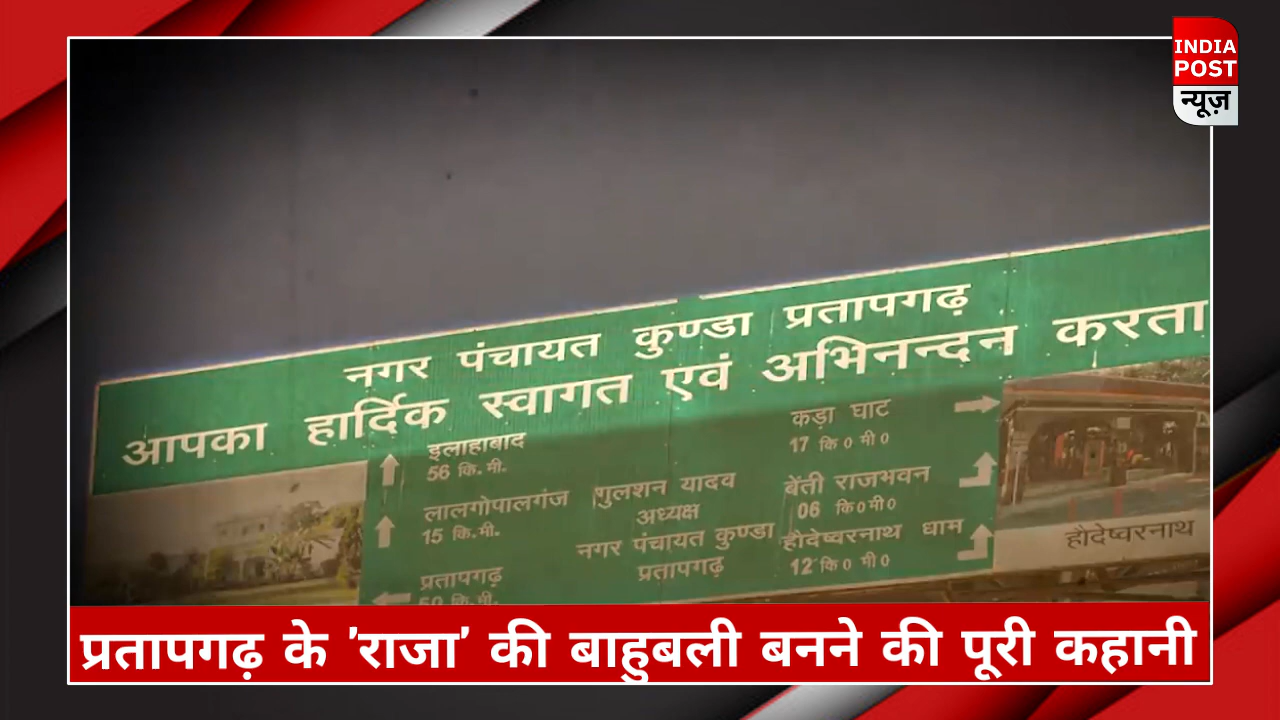 INDIA
POST
न्यूज़
नगर पंचायत कुण्डा प्रतापगढ़
आपका हार्दिक स्वागत एवं अभिनन्दन करता
इलाहाबाद
56 कि.मी.
लालगोपालगंज
15 कि.मी.
प्रतापगढ़
50 कि.मी.
गुलशन यादव
अध्यक्ष
नगर पंचायत कुण्डा
प्रतापगढ़
कड़ा घाट
17 कि0 मी0
बेंती राजभवन
06 कि0मी0
हौदेष्वरनाथ धाम
12 कि0 मी0
हौदेष्वरनाथ
प्रतापगढ़ के 'राजा' की बाहुबली बनने की पूरी कहानी